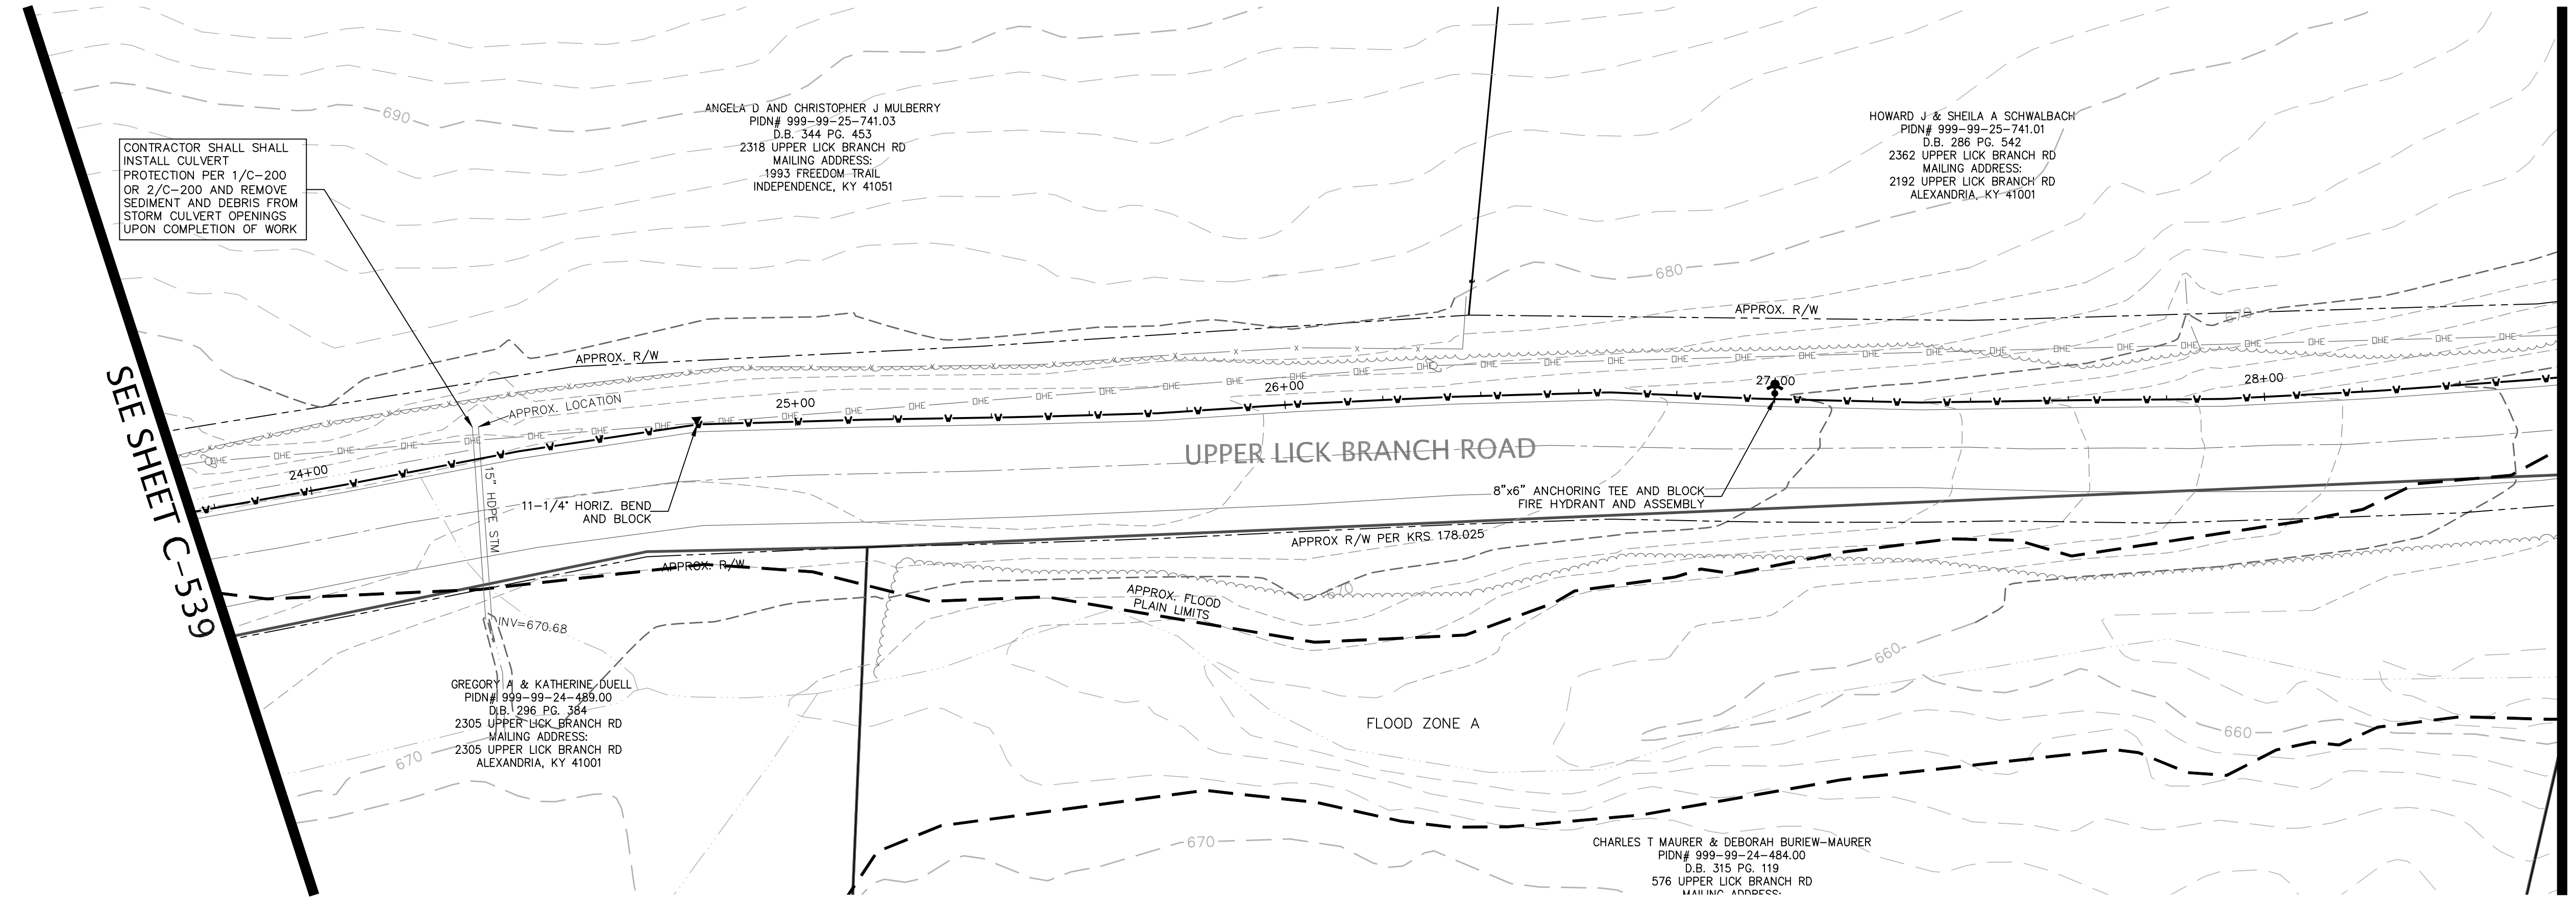 690
ANGELA D AND CHRISTOPHER J MULBERRY
PIDN# 999-99-25-741.03
D.B. 344 PG. 453
2318 UPPER LICK BRANCH RD
MAILING ADDRESS:
1993 FREEDOM TRAIL
INDEPENDENCE, KY 41051
HOWARD J & SHEILA A SCHWALBACH
PIDN# 999-99-25-741.01
D.B. 286 PG. 542
2362 UPPER LICK BRANCH RD
MAILING ADDRESS:
2192 UPPER LICK BRANCH RD
ALEXANDRIA, KY 41001
CONTRACTOR SHALL SHALL
INSTALL CULVERT
PROTECTION PER 1/C-200
OR 2/C-200 AND REMOVE
SEDIMENT AND DEBRIS FROM
STORM CULVERT OPENINGS
UPON COMPLETION OF WORK
680
APPROX. R/W
670
APPROX. R/W
SEE SHEET C-539
APPROX. LOCATION
24+00
25+00
26+00
27+00
28+00
15" HDPE STM
11-1/4° HORIZ. BEND
AND BLOCK
UPPER LICK BRANCH ROAD
8"x6" ANCHORING TEE AND BLOCK
FIRE HYDRANT AND ASSEMBLY
APPROX R/W PER KRS 178.025
APPROX. R/W
APPROX. FLOOD
PLAIN LIMITS
670
INV=670.68
660
GREGORY A & KATHERINE DUELL
PIDN# 999-99-24-489.00
D.B. 296 PG. 384
2305 UPPER LICK BRANCH RD
MAILING ADDRESS:
2305 UPPER LICK BRANCH RD
ALEXANDRIA, KY 41001
670
FLOOD ZONE A
660
670
CHARLES T MAURER & DEBORAH BURIEW-MAURER
PIDN# 999-99-24-484.00
D.B. 315 PG. 119
576 UPPER LICK BRANCH RD
MAILING ADDRESS: